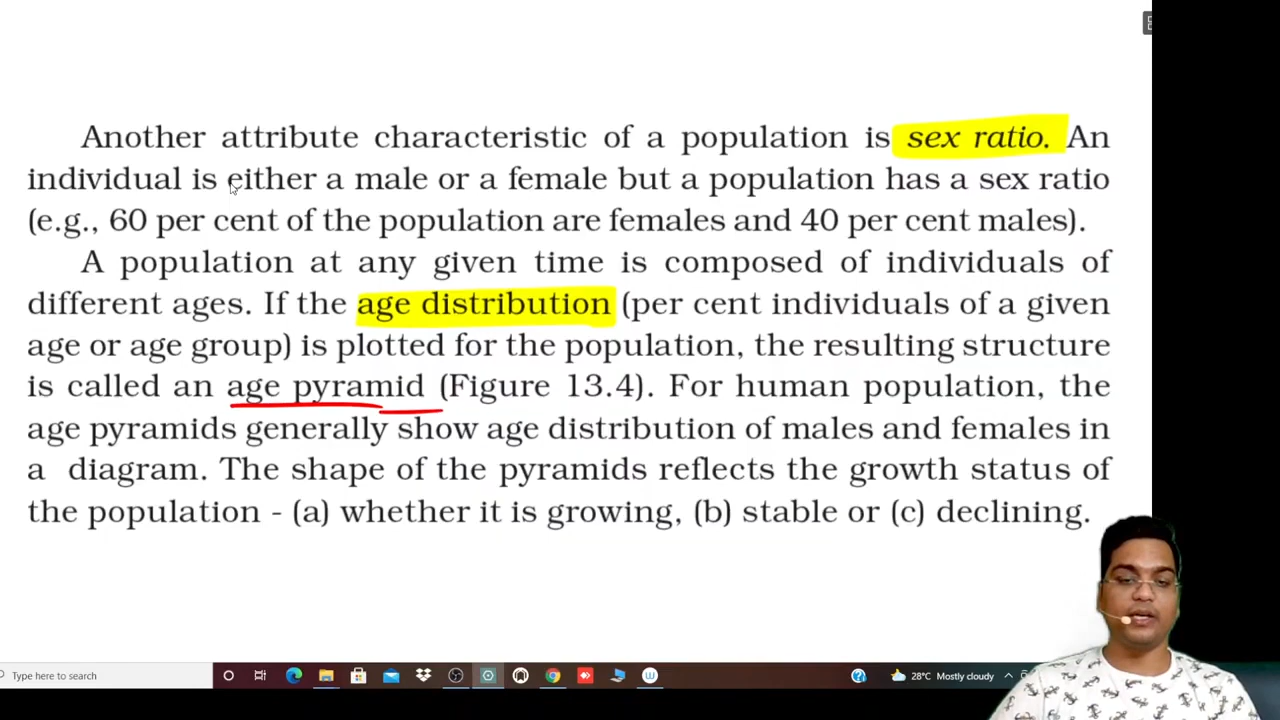 Another attribute characteristic of a population is sex ratio. An
individual is either a male or a female but a population has a sex ratio
(e.g., 60 per cent of the population are females and 40 per cent males).
A population at any given time is composed of individuals of
different ages. If the age distribution (per cent individuals of a given
age or age group) is plotted for the population, the resulting structure
is called an age pyramid (Figure 13.4). For human population, the
age pyramids generally show age distribution of males and females in
a diagram. The shape of the pyramids reflects the growth status of
the population - (a) whether it is growing, (b) stable or (c) declining.
Type here to search
28°C Mostly cloudy